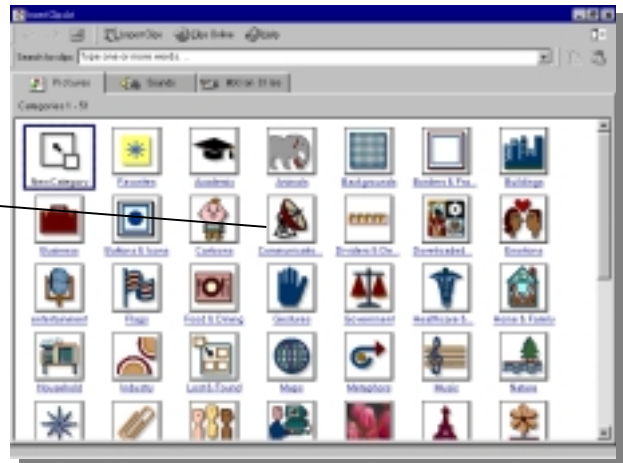 Insert ClipArt
Import Clips Clips Online Help
Search for clips: Type one or more words...
Pictures Sounds Motion Clips
Categories 1 - 51
New Category Favorites Academic Animals Backgrounds Borders & Fra... Buildings
Business Buttons & Icons Cartoons Communicatio... Dividers & De... Downloaded... Emotions
entertainment Flags Food & Dining Gestures Government Healthcare &... Home & Family
Household Industry Lost & Found Maps Metaphors Music Nature